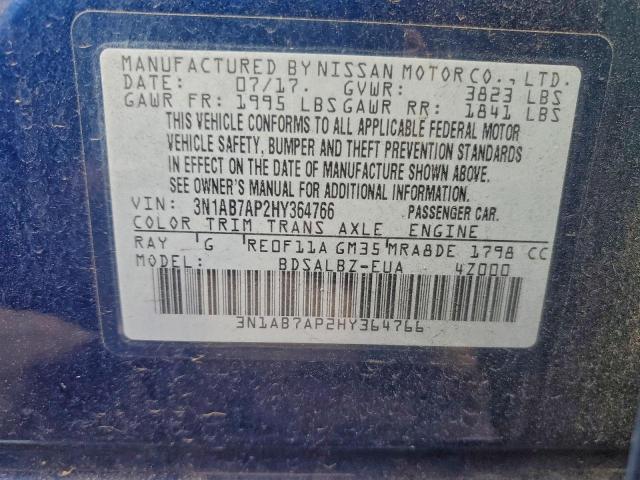 MANUFACTURED BY NISSAN MOTOR CO., LTD.
DATE: 07/17. GVWR: 3823 LBS
GAWR FR: 1995 LBS GAWR RR: 1841 LBS
THIS VEHICLE CONFORMS TO ALL APPLICABLE FEDERAL MOTOR
VEHICLE SAFETY, BUMPER AND THEFT PREVENTION STANDARDS
IN EFFECT ON THE DATE OF MANUFACTURE SHOWN ABOVE.
SEE OWNER'S MANUAL FOR ADDITIONAL INFORMATION.
VIN: 3N1AB7AP2HY364766 PASSENGER CAR.
COLOR TRIM TRANS AXLE ENGINE
RAY G RE0F11A GM35 MRA8DE 1798 CC
MODEL: BDSALBZ-EUA 4Z000
3N1AB7AP2HY364766